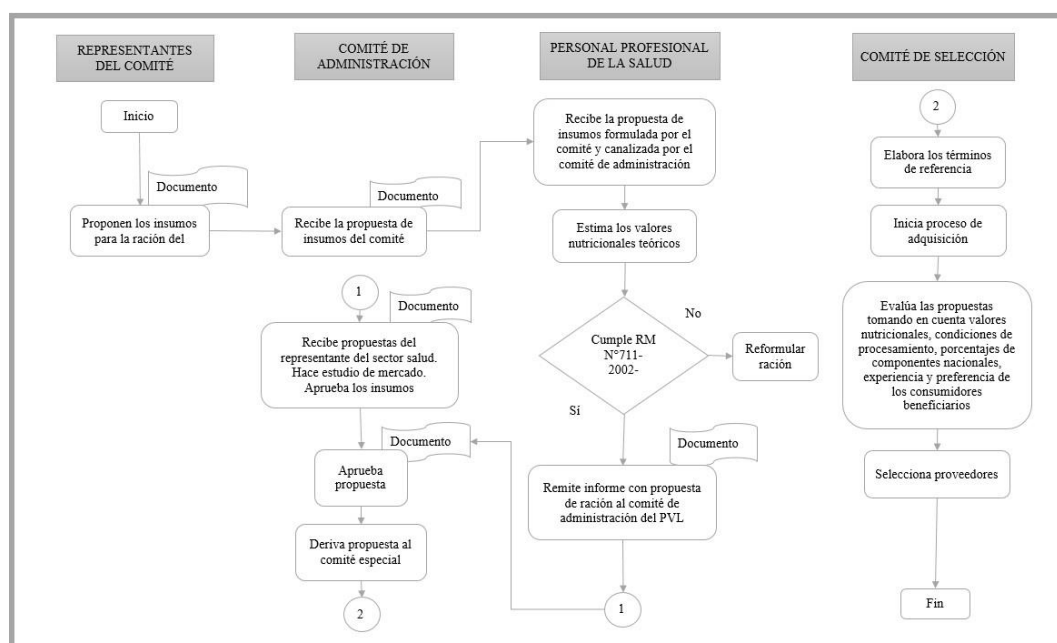 REPRESENTANTES
DEL COMITÉ
Inicio
Documento
Proponen los insumos
para la ración del
COMITÉ DE
ADMINISTRACIÓN
Documento
Recibe la propuesta de
insumos del comité
1
Documento
Recibe propuestas del
representante del sector salud.
Hace estudio de mercado.
Aprueba los insumos
Documento
Aprueba
propuesta
Deriva propuesta al
comité especial
2
PERSONAL PROFESIONAL
DE LA SALUD
Recibe la propuesta de
insumos formulada por el
comité y canalizada por el
comité de administración
Estima los valores
nutricionales teóricos
Cumple RM
N°711-
2002-
No
Reformular
ración
Sí
Documento
Remite informe con propuesta
de ración al comité de
administración del PVL
1
COMITÉ DE SELECCIÓN
2
Elabora los términos
de referencia
Inicia proceso de
adquisición
Evalúa las propuestas
tomando en cuenta valores
nutricionales, condiciones de
procesamiento, porcentajes de
componentes nacionales,
experiencia y preferencia de
los consumidores
beneficiarios
Selecciona proveedores
Fin